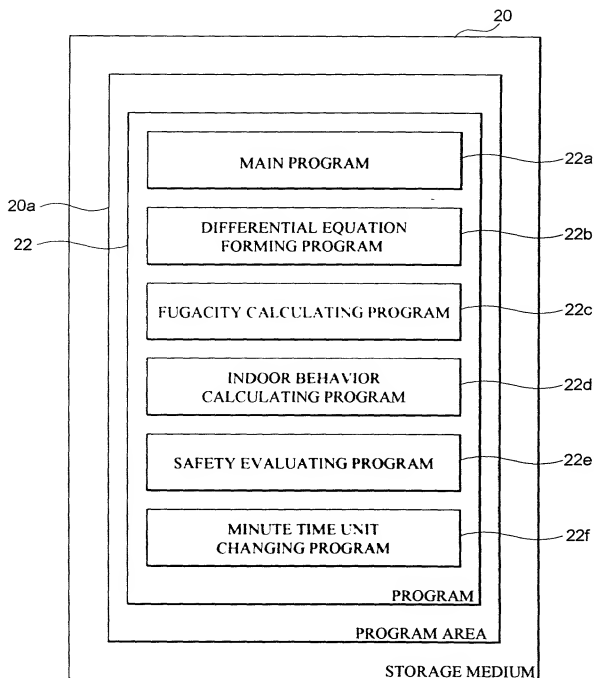 20
MAIN PROGRAM
22a
20a
DIFFERENTIAL EQUATION
FORMING PROGRAM
22b
22
FUGACITY CALCULATING PROGRAM
22c
INDOOR BEHAVIOR
CALCULATING PROGRAM
22d
SAFETY EVALUATING PROGRAM
22e
MINUTE TIME UNIT
CHANGING PROGRAM
22f
PROGRAM
PROGRAM AREA
STORAGE MEDIUM